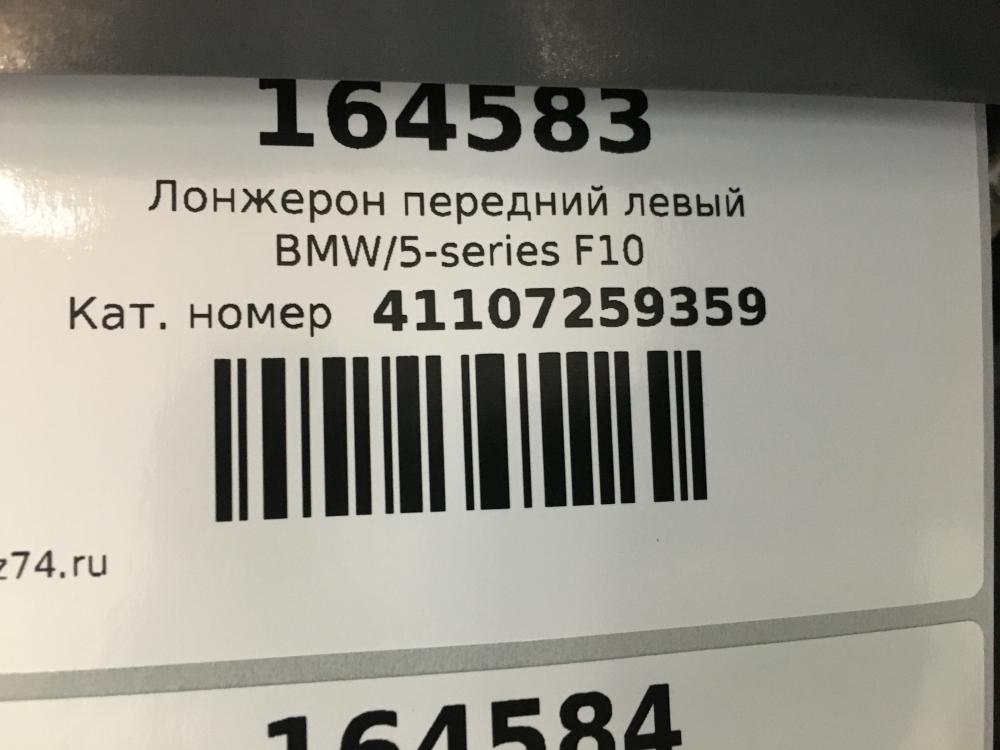 164583
Лонжерон передний левый
BMW/5-series F10
Кат. номер 41107259359
z74.ru
164584